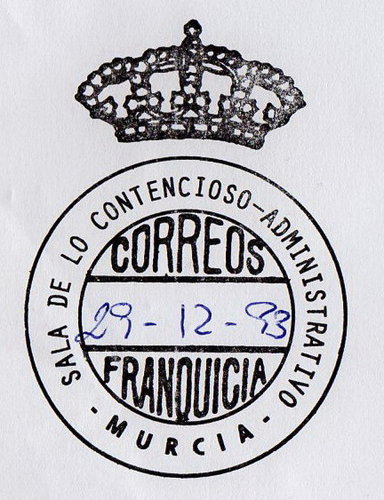 SALA DE LO CONTENCIOSO-ADMINISTRATIVO
CORREOS
29-12-93
FRANQUICIA
- MURCIA -